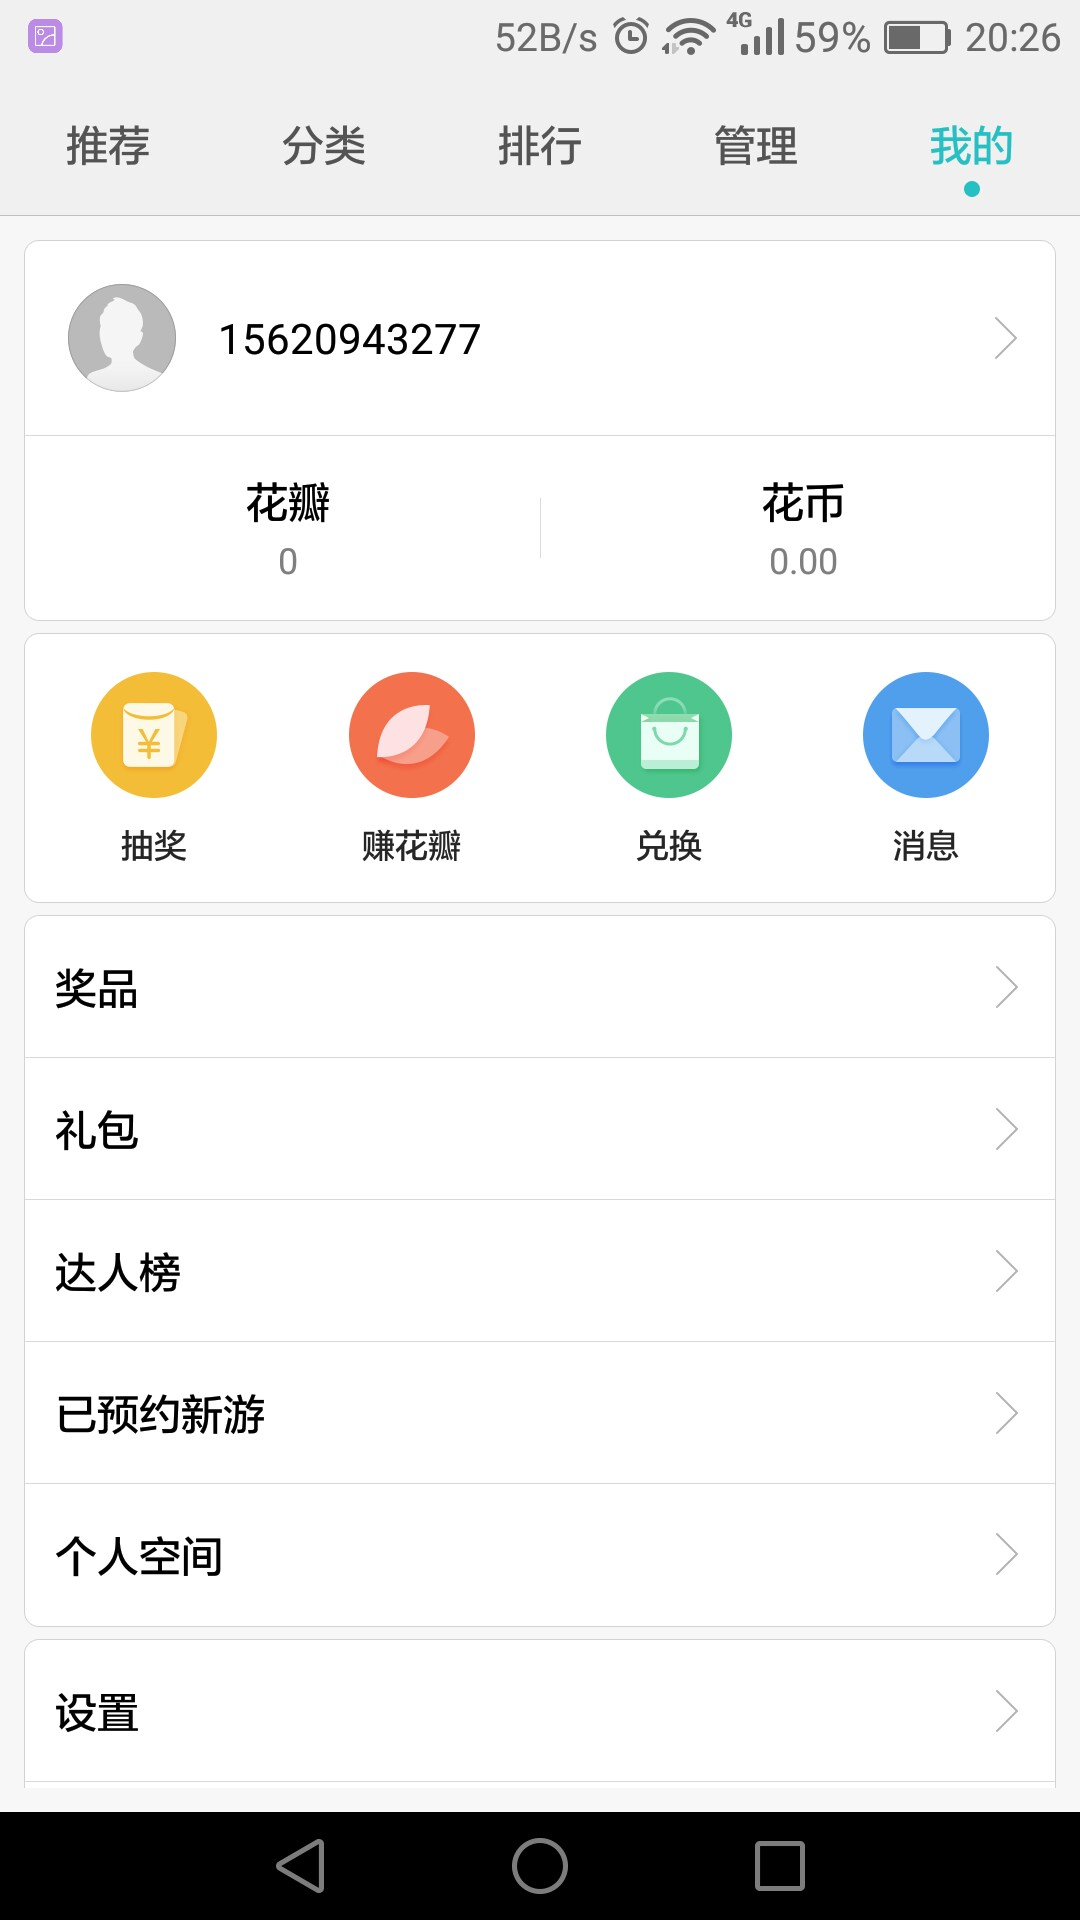 52B/s 4G 59% 20:26
推荐 分类 排行 管理 我的
15620943277
花瓣 花币
0 0.00
抽奖 赚花瓣 兑换 消息
奖品
礼包
达人榜
已预约新游
个人空间
设置